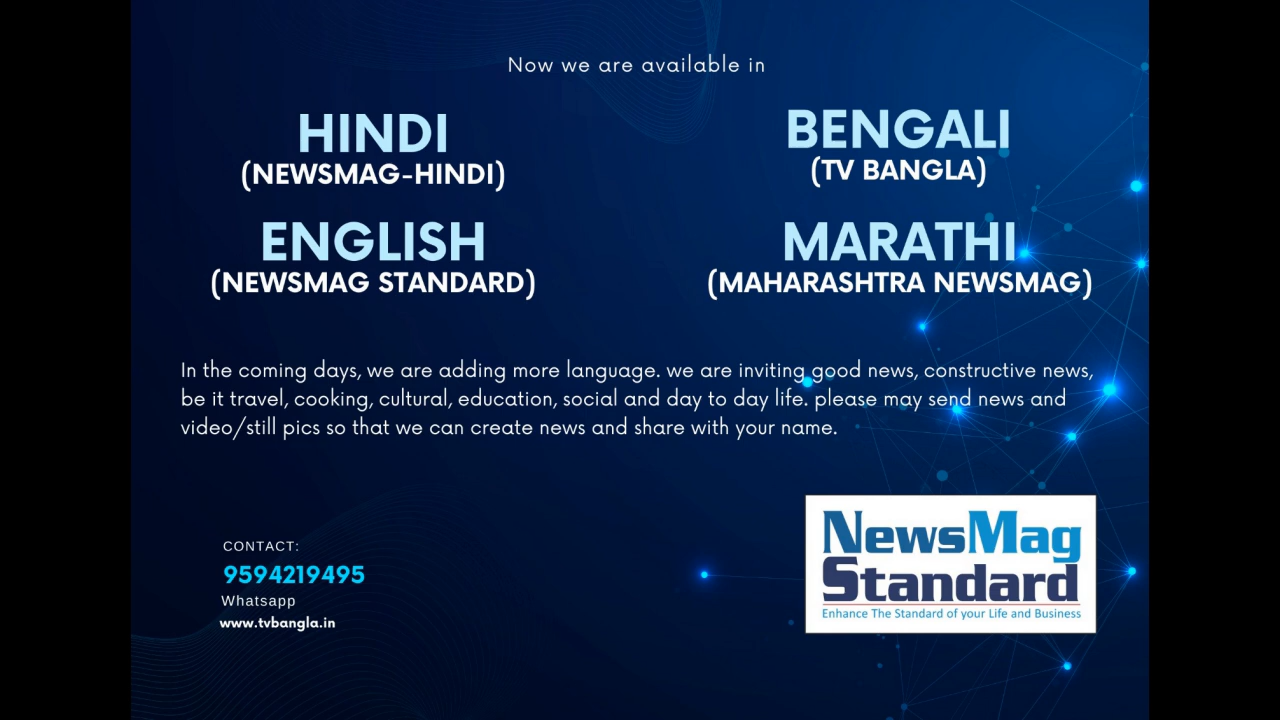 Now we are available in
HINDI
(NEWSMAG-HINDI)
BENGALI
(TV BANGLA)
ENGLISH
(NEWSMAG STANDARD)
MARATHI
(MAHARASHTRA NEWSMAG)
In the coming days, we are adding more language. we are inviting good news, constructive news,
be it travel, cooking, cultural, education, social and day to day life. please may send news and
video/still pics so that we can create news and share with your name.
CONTACT:
9594219495
Whatsapp
www.tvbangla.in
NewsMag
Standard
Enhance The Standard of your Life and Business